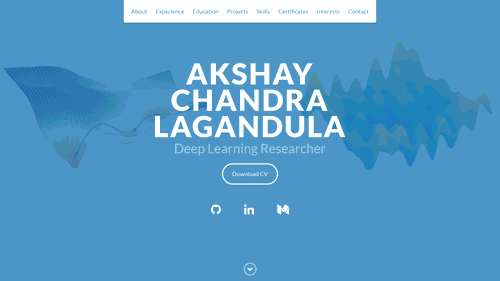 About Experience Education Projects Skills Certificates Interests Contact
AKSHAY
CHANDRA
LAGANDULA
Deep Learning Researcher
Download CV